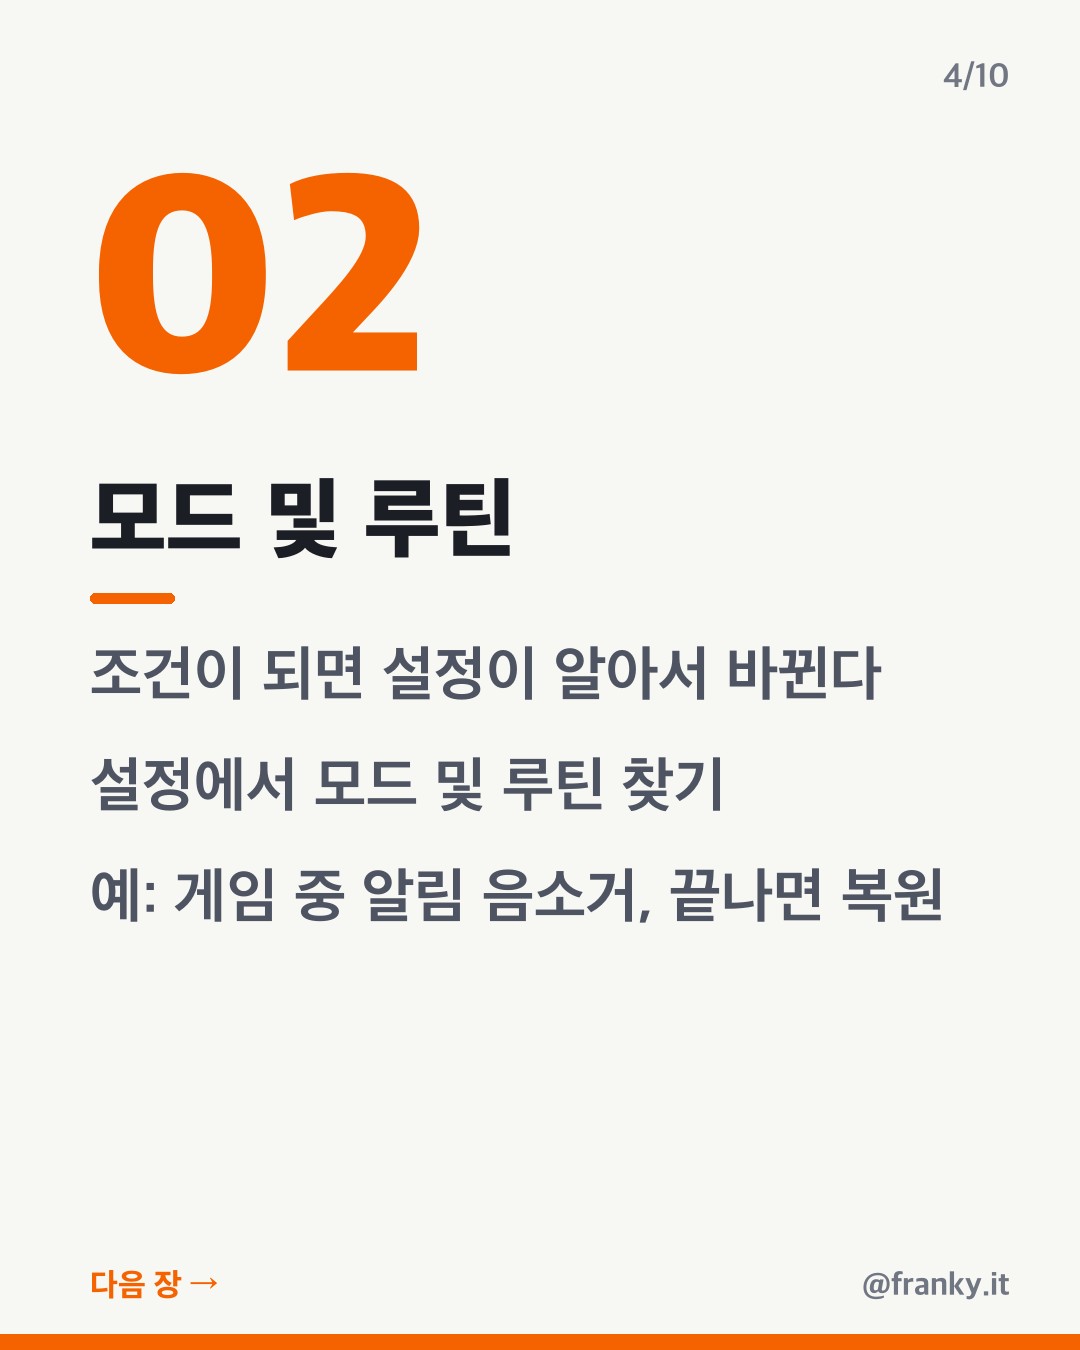 4/10
02
모드 및 루틴
조건이 되면 설정이 알아서 바뀐다
설정에서 모드 및 루틴 찾기
예: 게임 중 알림 음소거, 끝나면 복원
다음 장 →
@franky.it